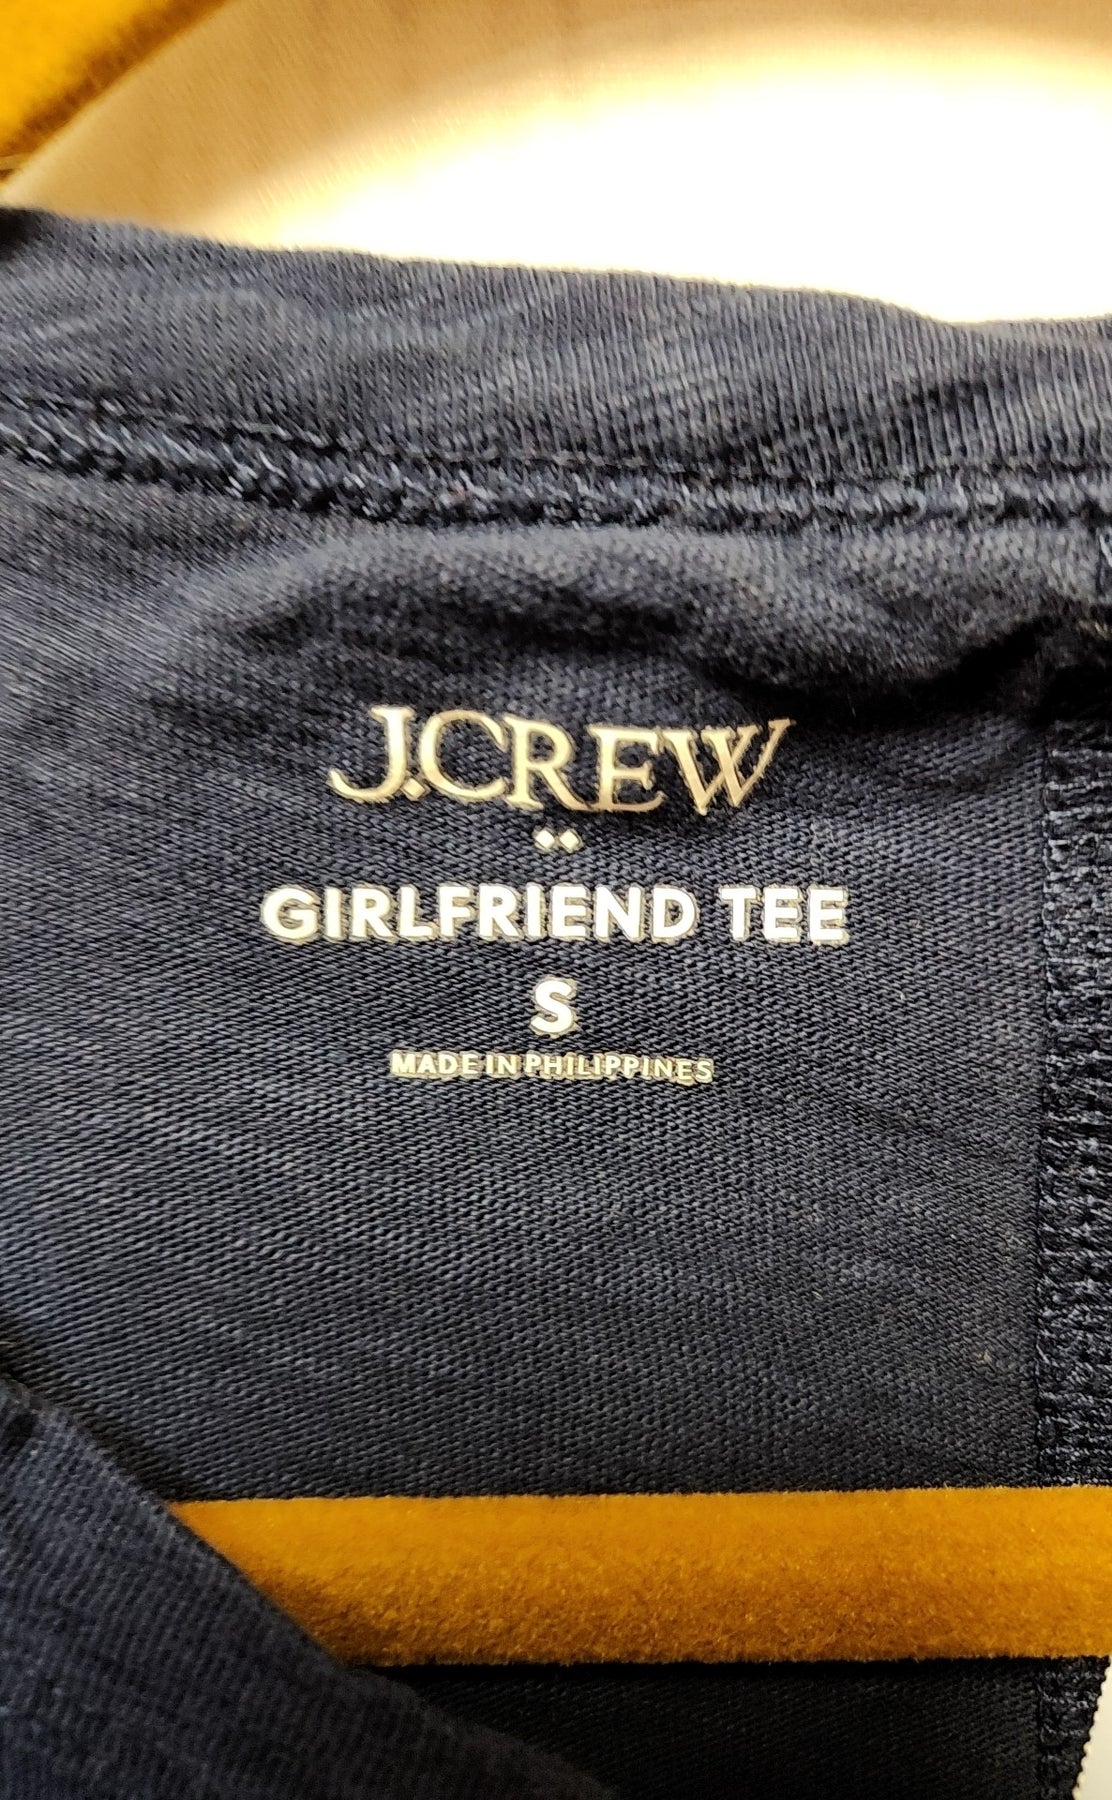 J.CREW
GIRLFRIEND TEE
S
MADE IN PHILIPPINES